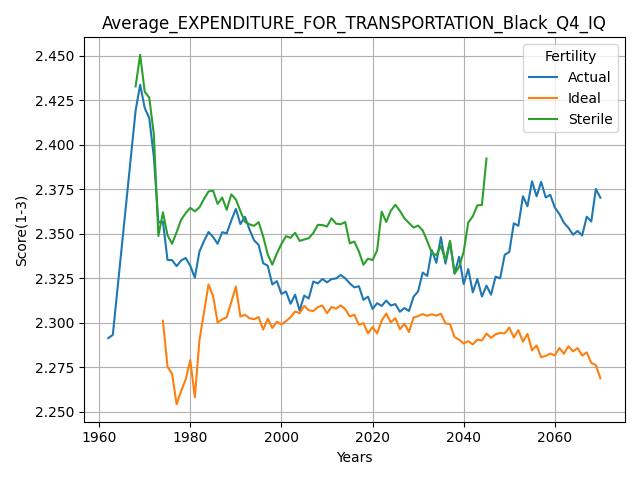 Average_EXPENDITURE_FOR_TRANSPORTATION_Black_Q4_IQ
Fertility
Actual
Ideal
Sterile
Score(1-3)
2.450
2.425
2.400
2.375
2.350
2.325
2.300
2.275
2.250
1960 1980 2000 2020 2040 2060
Years